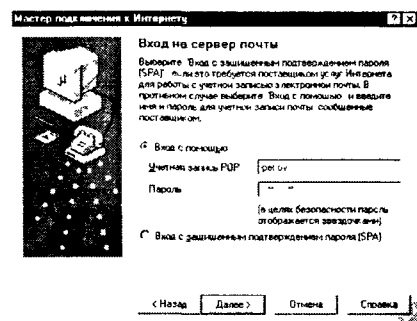 Мастер подключения к Интернету
Вход на сервер почты
Выберите "Вход с защищенным подтверждением пароля
(SPA)", если это требуется поставщиком услуг Интернета
для работы с учетной записью электронной почты. В
противном случае выберите "Вход с помощью" и введите
имя и пароль для учетной записи почты, сообщенные
поставщиком.
Вход с помощью
Учетная запись POP
Пароль
(в целях безопасности пароль
отображается звездочками)
Вход с защищенным подтверждением пароля (SPA)
< Назад
Далее >
Отмена
Справка